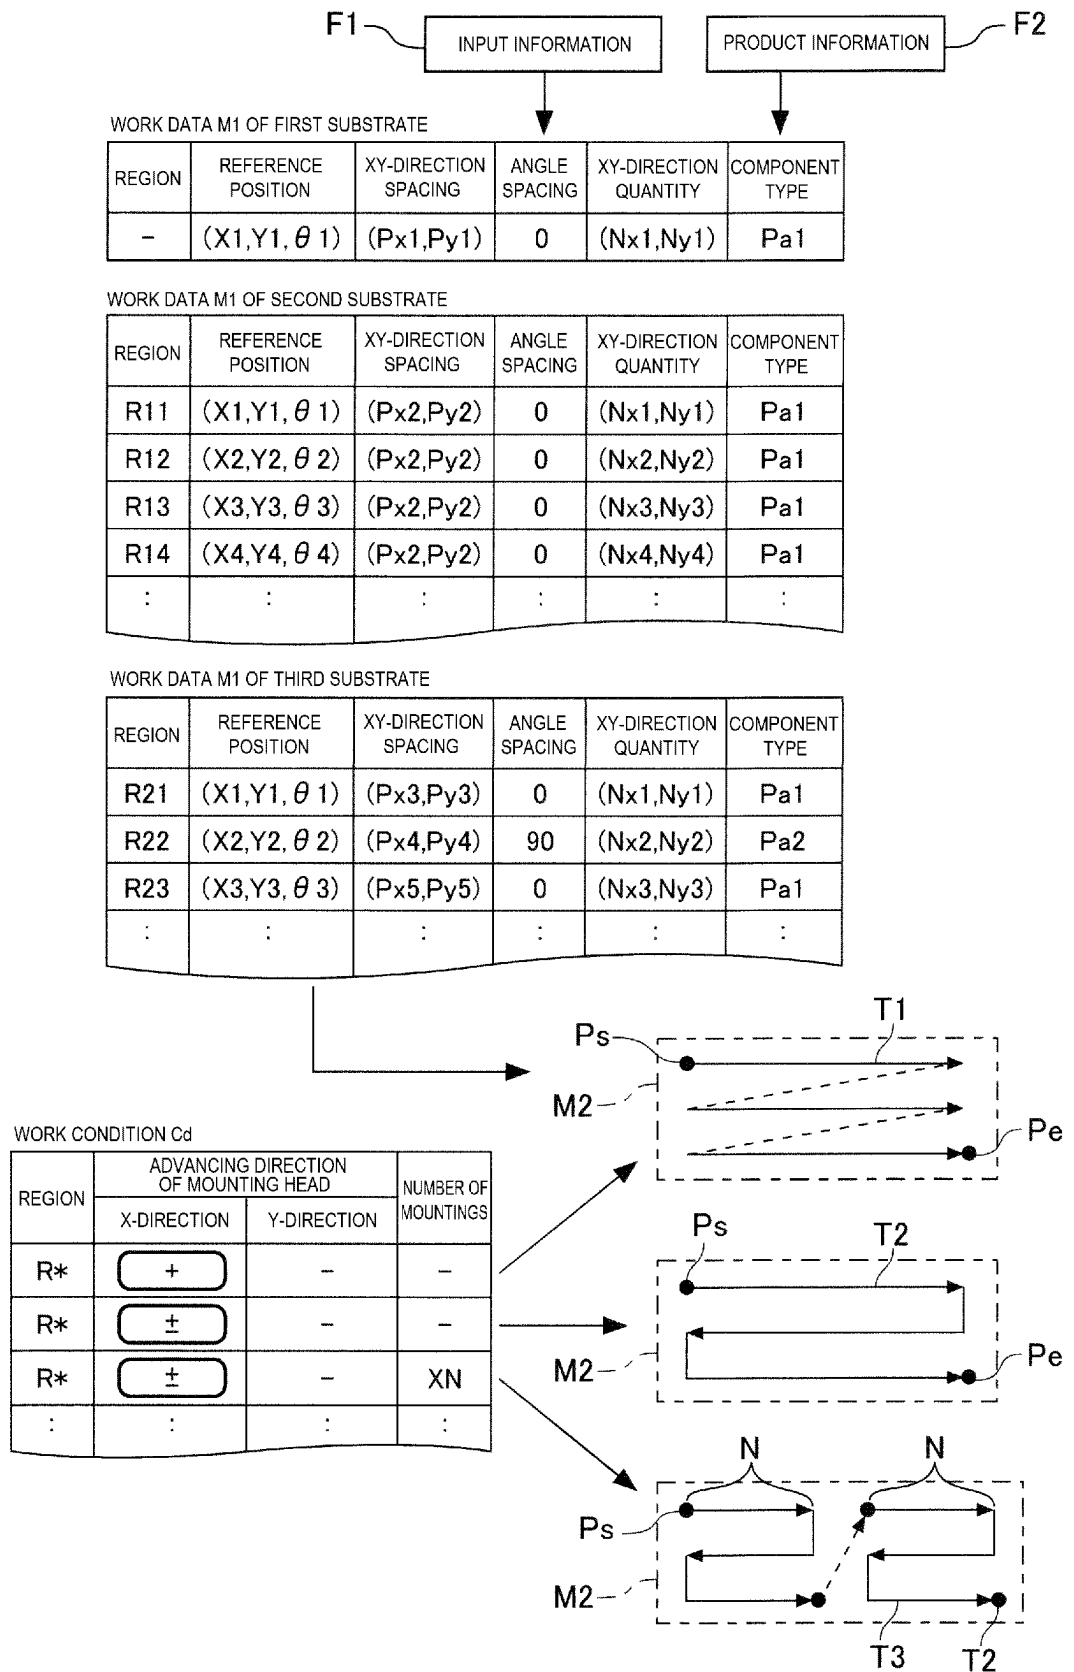 F1
INPUT INFORMATION
PRODUCT INFORMATION
F2
WORK DATA M1 OF FIRST SUBSTRATE
REGION
REFERENCE
POSITION
XY-DIRECTION
SPACING
ANGLE
SPACING
XY-DIRECTION
QUANTITY
COMPONENT
TYPE
– (X1,Y1,θ1) (Px1,Py1) 0 (Nx1,Ny1) Pa1
WORK DATA M1 OF SECOND SUBSTRATE
REGION
REFERENCE
POSITION
XY-DIRECTION
SPACING
ANGLE
SPACING
XY-DIRECTION
QUANTITY
COMPONENT
TYPE
R11 (X1,Y1,θ1) (Px2,Py2) 0 (Nx1,Ny1) Pa1
R12 (X2,Y2,θ2) (Px2,Py2) 0 (Nx2,Ny2) Pa1
R13 (X3,Y3,θ3) (Px2,Py2) 0 (Nx3,Ny3) Pa1
R14 (X4,Y4,θ4) (Px2,Py2) 0 (Nx4,Ny4) Pa1
: : : : : :
WORK DATA M1 OF THIRD SUBSTRATE
REGION
REFERENCE
POSITION
XY-DIRECTION
SPACING
ANGLE
SPACING
XY-DIRECTION
QUANTITY
COMPONENT
TYPE
R21 (X1,Y1,θ1) (Px3,Py3) 0 (Nx1,Ny1) Pa1
R22 (X2,Y2,θ2) (Px4,Py4) 90 (Nx2,Ny2) Pa2
R23 (X3,Y3,θ3) (Px5,Py5) 0 (Nx3,Ny3) Pa1
: : : : : :
T1
Ps
M2
Pe
WORK CONDITION Cd
REGION
ADVANCING DIRECTION
OF MOUNTING HEAD
X-DIRECTION
Y-DIRECTION
NUMBER OF
MOUNTINGS
R* + – –
R* ± – –
R* ± – XN
: : : :
Ps
T2
M2
Pe
N
N
Ps
M2
T3
T2